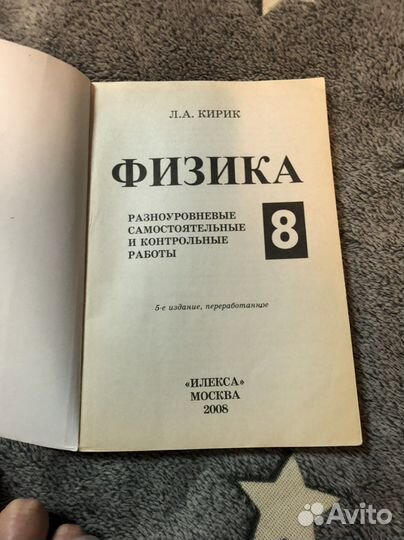 Л.А. КИРИК
ФИЗИКА
РАЗНОУРОВНЕВЫЕ
САМОСТОЯТЕЛЬНЫЕ
И КОНТРОЛЬНЫЕ
РАБОТЫ
8
5-е издание, переработанное
«ИЛЕКСА»
МОСКВА
2008
Avito